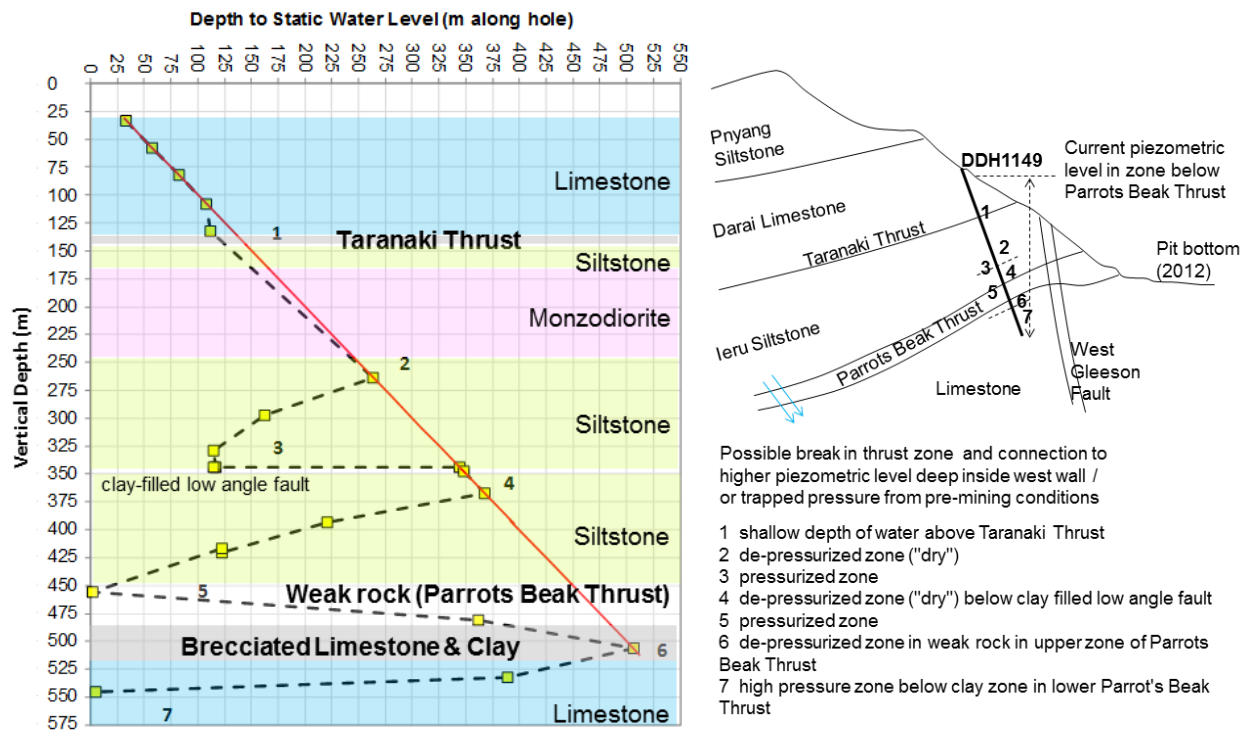 Depth to Static Water Level (m along hole)
0 25 50 75 100 125 150 175 200 225 250 275 300 325 350 375 400 425 450 475 500 525 550
Vertical Depth (m)
0
25
50
75
100
125
150
175
200
225
250
275
300
325
350
375
400
425
450
475
500
525
550
575
Limestone
1
Taranaki Thrust
Siltstone
Monzodiorite
2
Siltstone
3
clay-filled low angle fault
4
Siltstone
5
Weak rock (Parrots Beak Thrust)
Brecciated Limestone & Clay
6
7
Limestone
Pnyang
Siltstone
DDH1149
Current piezometric
level in zone below
Parrots Beak Thrust
Darai Limestone
1
Taranaki Thrust
2
3
4
5
6
7
Pit bottom
(2012)
Ieru Siltstone
Parrots Beak Thrust
Limestone
West
Gleeson
Fault
Possible break in thrust zone and connection to
higher piezometric level deep inside west wall /
or trapped pressure from pre-mining conditions
1 shallow depth of water above Taranaki Thrust
2 de-pressurized zone ("dry")
3 pressurized zone
4 de-pressurized zone ("dry") below clay filled low angle fault
5 pressurized zone
6 de-pressurized zone in weak rock in upper zone of Parrots
Beak Thrust
7 high pressure zone below clay zone in lower Parrot's Beak
Thrust